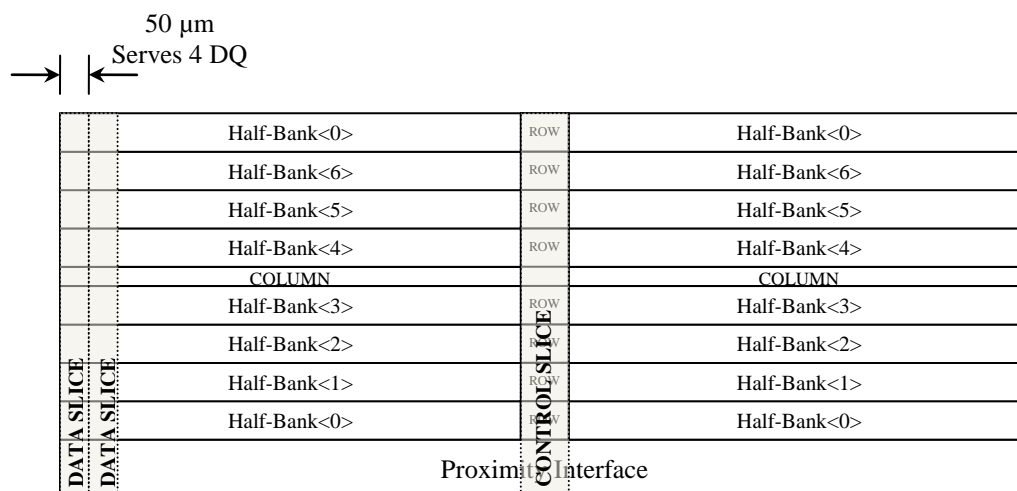 50 µm
Serves 4 DQ
Half-Bank<0> ROW Half-Bank<0>
Half-Bank<6> ROW Half-Bank<6>
Half-Bank<5> ROW Half-Bank<5>
Half-Bank<4> ROW Half-Bank<4>
COLUMN COLUMN
Half-Bank<3> ROW Half-Bank<3>
Half-Bank<2> ROW Half-Bank<2>
Half-Bank<1> ROW Half-Bank<1>
Half-Bank<0> ROW Half-Bank<0>
DATA SLICE
DATA SLICE
CONTROL SLICE
Proximity Interface